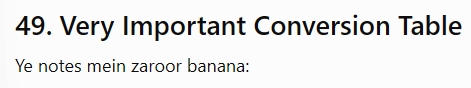 49. Very Important Conversion Table
Ye notes mein zaroor banana: